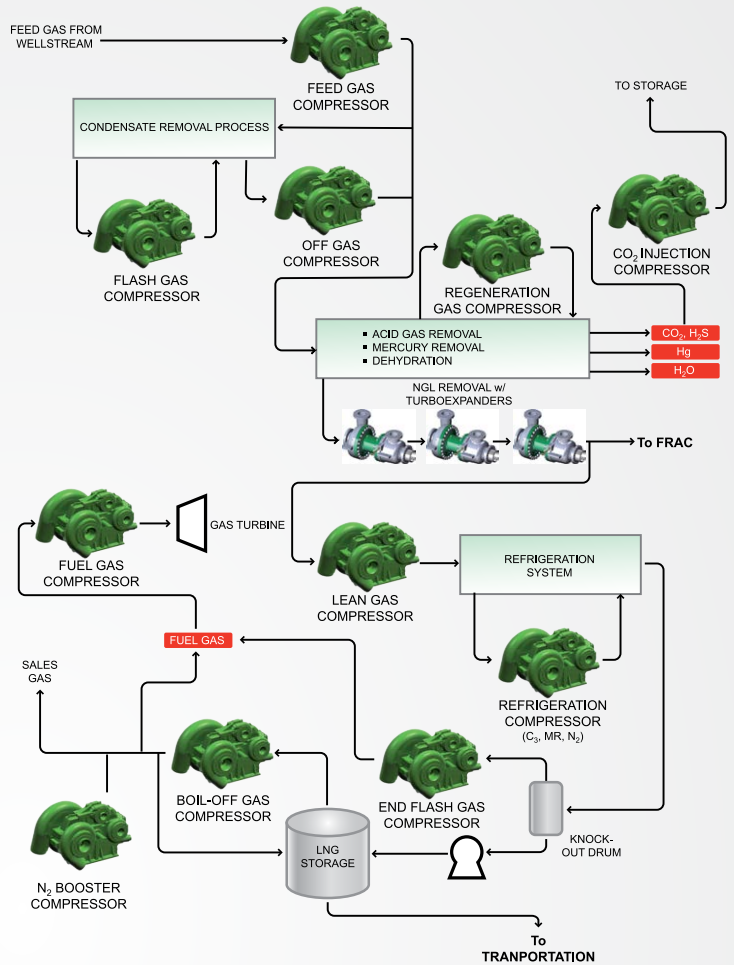 FEED GAS FROM
WELLSTREAM
FEED GAS
COMPRESSOR
TO STORAGE
CONDENSATE REMOVAL PROCESS
OFF GAS
COMPRESSOR
FLASH GAS
COMPRESSOR
REGENERATION
GAS COMPRESSOR
CO₂ INJECTION
COMPRESSOR
▪ ACID GAS REMOVAL
▪ MERCURY REMOVAL
▪ DEHYDRATION
CO₂, H₂S
Hg
H₂O
NGL REMOVAL w/
TURBOEXPANDERS
To FRAC
GAS TURBINE
FUEL GAS
COMPRESSOR
LEAN GAS
COMPRESSOR
REFRIGERATION
SYSTEM
FUEL GAS
SALES
GAS
REFRIGERATION
COMPRESSOR
(C₃, MR, N₂)
BOIL-OFF GAS
COMPRESSOR
END FLASH GAS
COMPRESSOR
KNOCK-
OUT DRUM
LNG
STORAGE
N₂ BOOSTER
COMPRESSOR
To
TRANPORTATION